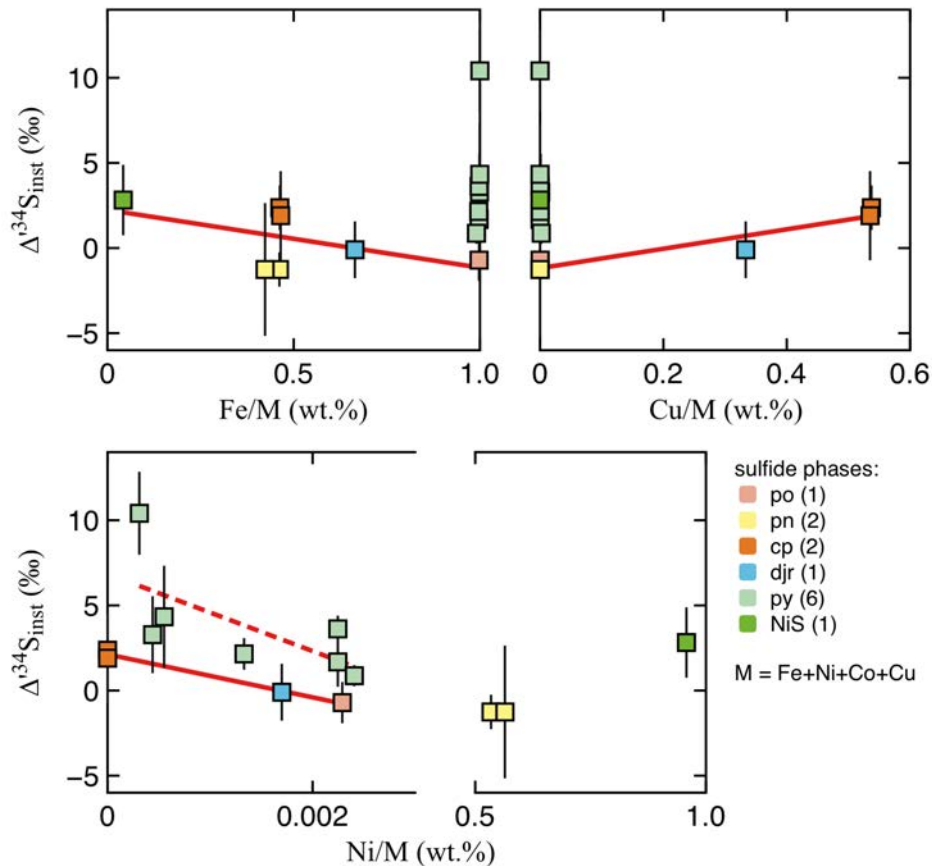 10
5
0
−5
Δ'³⁴S_inst (‰)
0 0.5 1.0
Fe/M (wt.%)
0 0.2 0.4 0.6
Cu/M (wt.%)
10
5
0
−5
Δ'³⁴S_inst (‰)
0 0.002
0.5 1.0
Ni/M (wt.%)
sulfide phases:
po (1)
pn (2)
cp (2)
djr (1)
py (6)
NiS (1)
M = Fe+Ni+Co+Cu